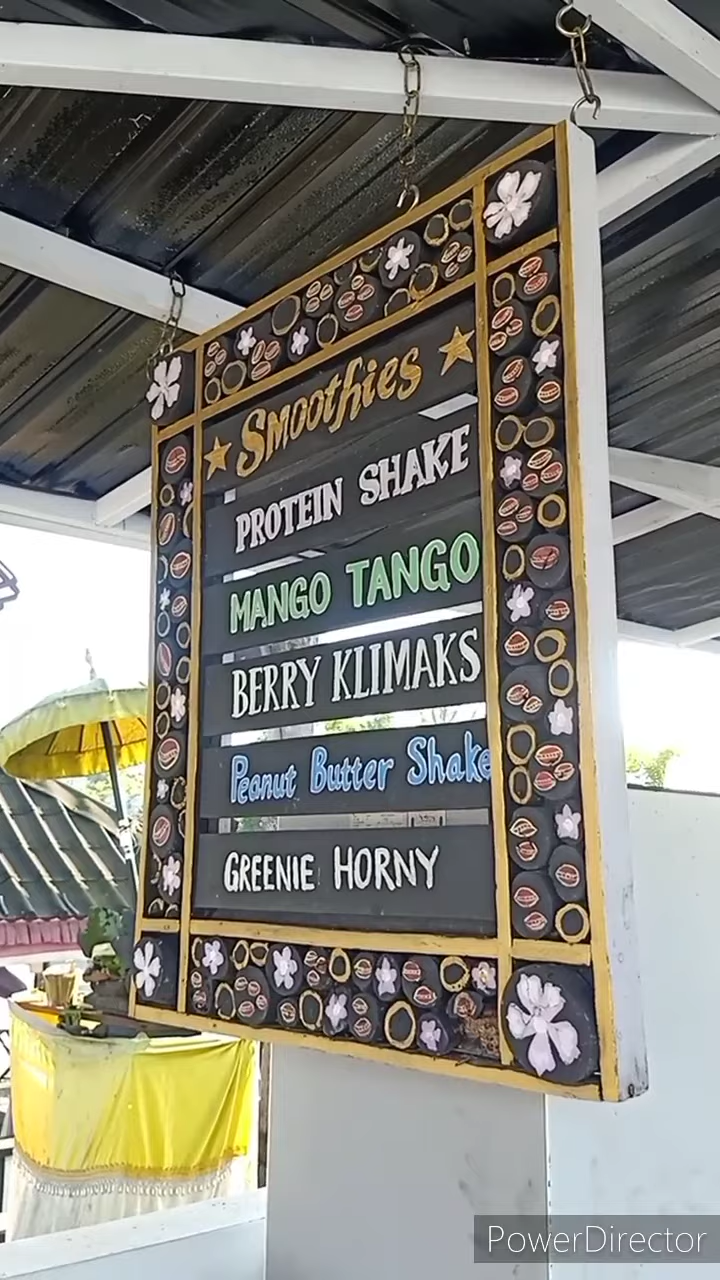 Smoothies
PROTEIN SHAKE
MANGO TANGO
BERRY KLIMAKS
Peanut Butter Shake
GREENIE HORNY
PowerDirector